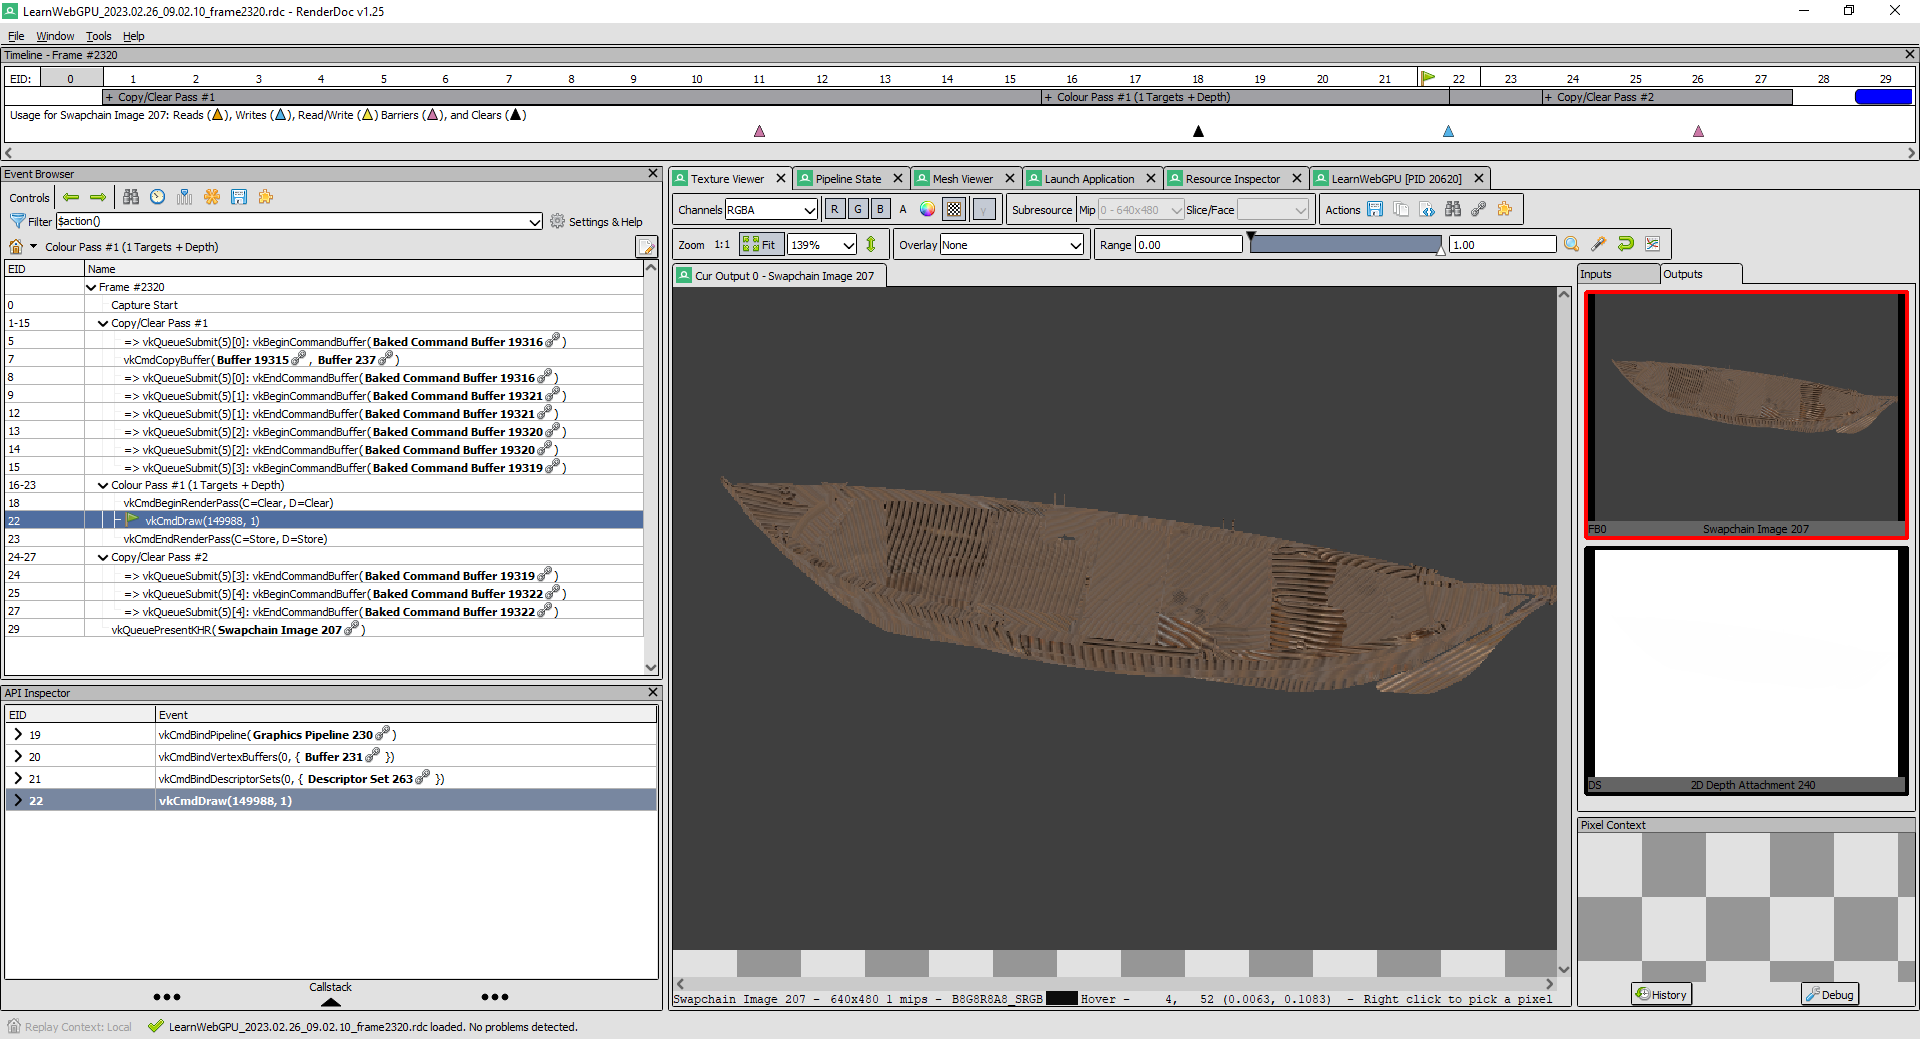 LearnWebGPU_2023.02.26_09.02.10_frame2320.rdc - RenderDoc v1.25
File Window Tools Help
Timeline - Frame #2320
EID: 0 1 2 3 4 5 6 7 8 9 10 11 12 13 14 15 16 17 18 19 20 21 22 23 24 25 26 27 28 29
+ Copy/Clear Pass #1 + Colour Pass #1 (1 Targets + Depth) + Copy/Clear Pass #2
Usage for Swapchain Image 207: Reads (▲), Writes (▲), Read/Write (▲) Barriers (▲), and Clears (▲)
Event Browser
Controls
Filter $action() Settings & Help
Colour Pass #1 (1 Targets + Depth)
EID Name
Frame #2320
0 Capture Start
1-15 Copy/Clear Pass #1
5 => vkQueueSubmit(5)[0]: vkBeginCommandBuffer(Baked Command Buffer 19316)
7 vkCmdCopyBuffer(Buffer 19315, Buffer 237)
8 => vkQueueSubmit(5)[0]: vkEndCommandBuffer(Baked Command Buffer 19316)
9 => vkQueueSubmit(5)[1]: vkBeginCommandBuffer(Baked Command Buffer 19321)
12 => vkQueueSubmit(5)[1]: vkEndCommandBuffer(Baked Command Buffer 19321)
13 => vkQueueSubmit(5)[2]: vkBeginCommandBuffer(Baked Command Buffer 19320)
14 => vkQueueSubmit(5)[2]: vkEndCommandBuffer(Baked Command Buffer 19320)
15 => vkQueueSubmit(5)[3]: vkBeginCommandBuffer(Baked Command Buffer 19319)
16-23 Colour Pass #1 (1 Targets + Depth)
18 vkCmdBeginRenderPass(C=Clear, D=Clear)
22 vkCmdDraw(149988, 1)
23 vkCmdEndRenderPass(C=Store, D=Store)
24-27 Copy/Clear Pass #2
24 => vkQueueSubmit(5)[3]: vkEndCommandBuffer(Baked Command Buffer 19319)
25 => vkQueueSubmit(5)[4]: vkBeginCommandBuffer(Baked Command Buffer 19322)
27 => vkQueueSubmit(5)[4]: vkEndCommandBuffer(Baked Command Buffer 19322)
29 vkQueuePresentKHR(Swapchain Image 207)
API Inspector
EID Event
19 vkCmdBindPipeline(Graphics Pipeline 230)
20 vkCmdBindVertexBuffers(0, { Buffer 231 })
21 vkCmdBindDescriptorSets(0, { Descriptor Set 263 })
22 vkCmdDraw(149988, 1)
Callstack
Texture Viewer Pipeline State Mesh Viewer Launch Application Resource Inspector LearnWebGPU [PID 20620]
Channels RGBA R G B A γ Subresource Mip 0 - 640x480 Slice/Face Actions
Zoom 1:1 Fit 139% Overlay None Range 0.00 1.00
Cur Output 0 - Swapchain Image 207
Swapchain Image 207 - 640x480 1 mips - B8G8R8A8_SRGB Hover - 4, 52 (0.0063, 0.1083) - Right click to pick a pixel
Inputs Outputs
FB0 Swapchain Image 207
DS 2D Depth Attachment 240
Pixel Context
History Debug
Replay Context: Local LearnWebGPU_2023.02.26_09.02.10_frame2320.rdc loaded. No problems detected.